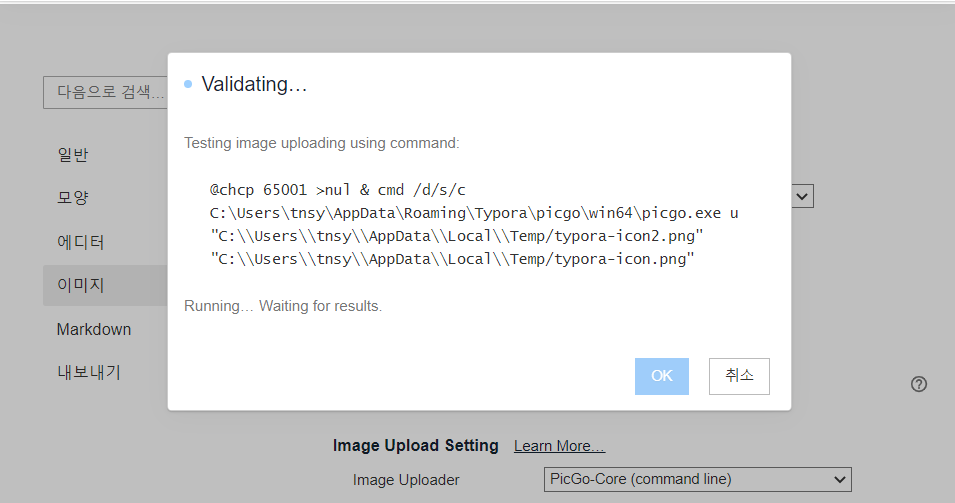 Validating…
다음으로 검색...
Testing image uploading using command:
일반
@chcp 65001 >nul & cmd /d/s/c
모양
C:\Users\tnsy\AppData\Roaming\Typora\picgo\win64\picgo.exe u
에디터
"C:\\Users\\tnsy\\AppData\\Local\\Temp/typora-icon2.png"
"C:\\Users\\tnsy\\AppData\\Local\\Temp/typora-icon.png"
이미지
Running… Waiting for results.
Markdown
내보내기
OK 취소
?
Image Upload Setting Learn More…
Image Uploader PicGo-Core (command line)